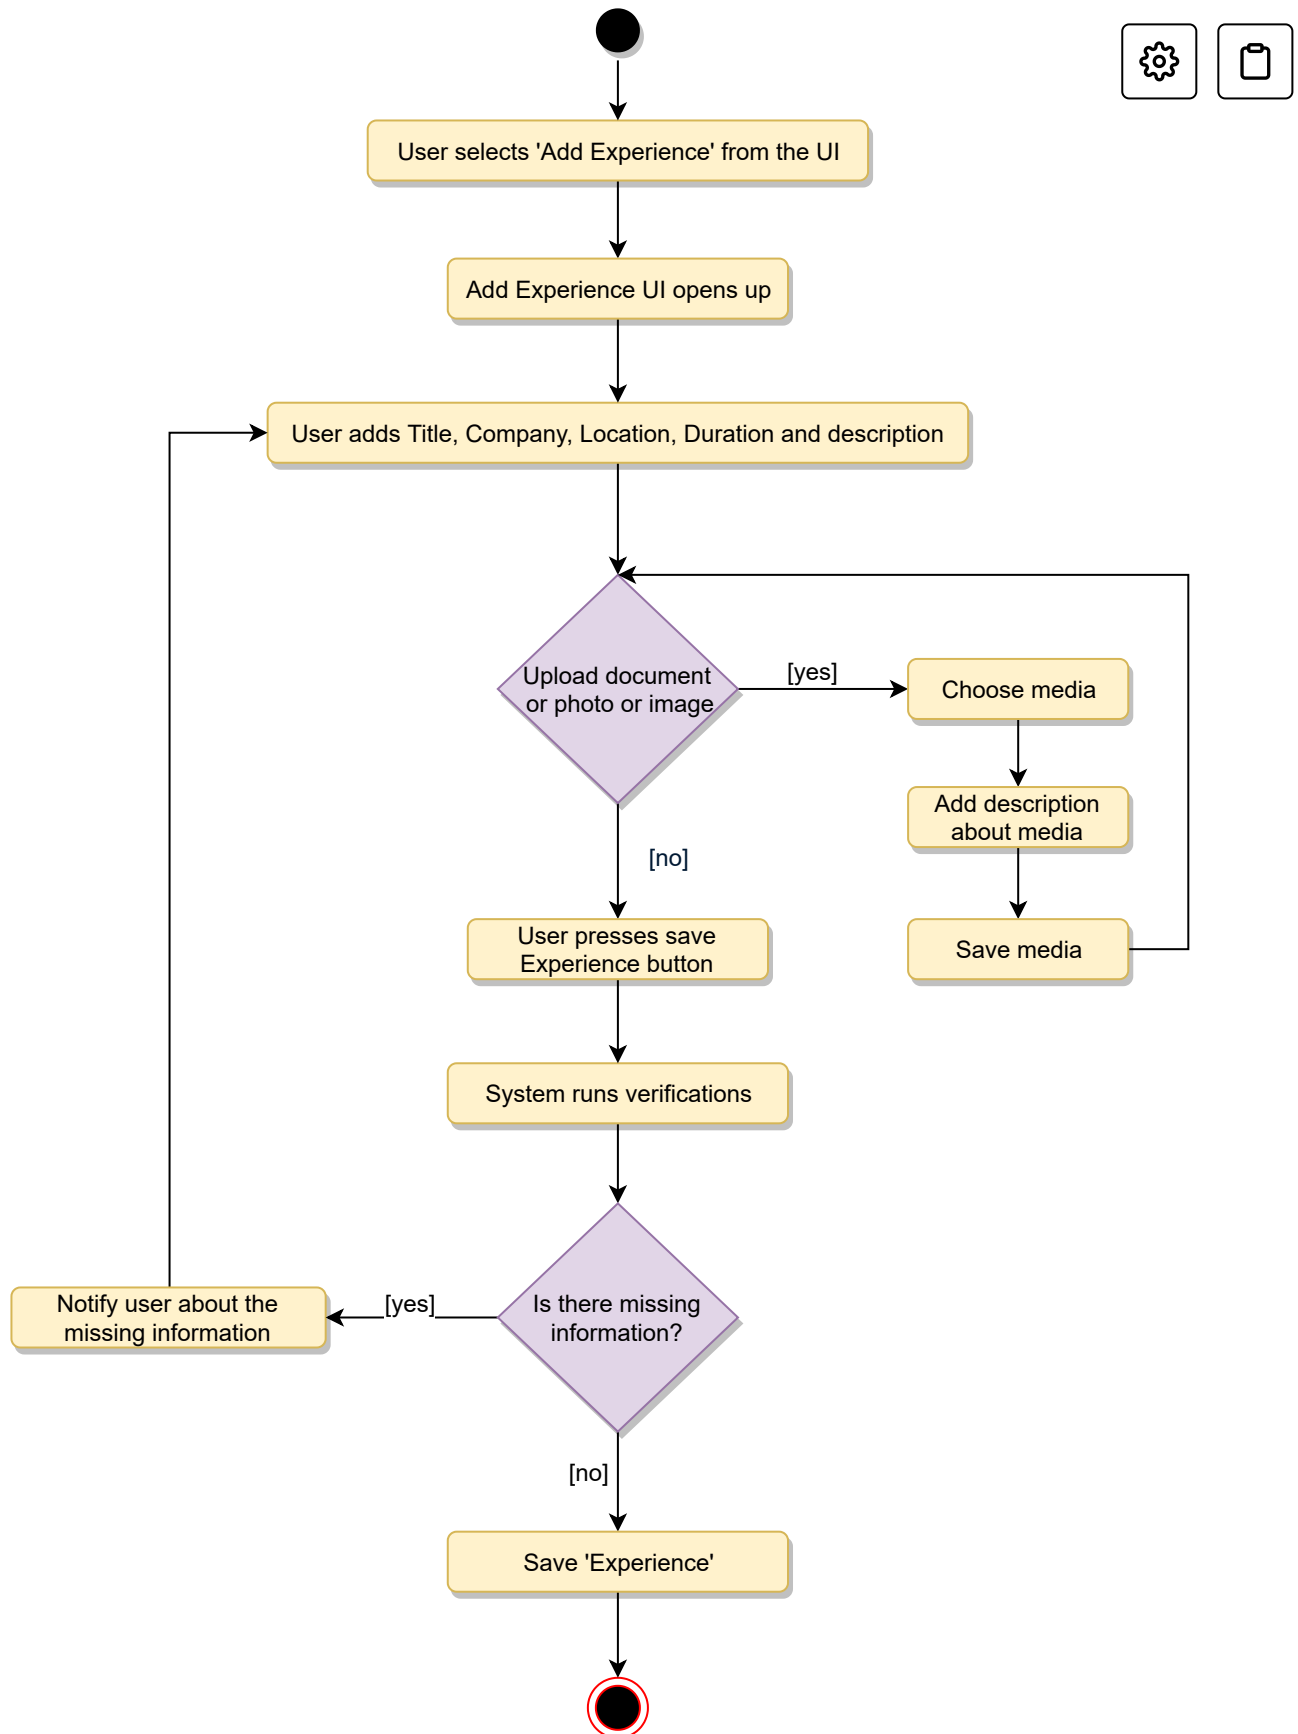 User selects 'Add Experience' from the UI
Add Experience UI opens up
User adds Title, Company, Location, Duration and description
Upload document
or photo or image
[yes]
Choose media
Add description
about media
[no]
User presses save
Experience button
Save media
System runs verifications
Is there missing
information?
[yes]
Notify user about the
missing information
[no]
Save 'Experience'